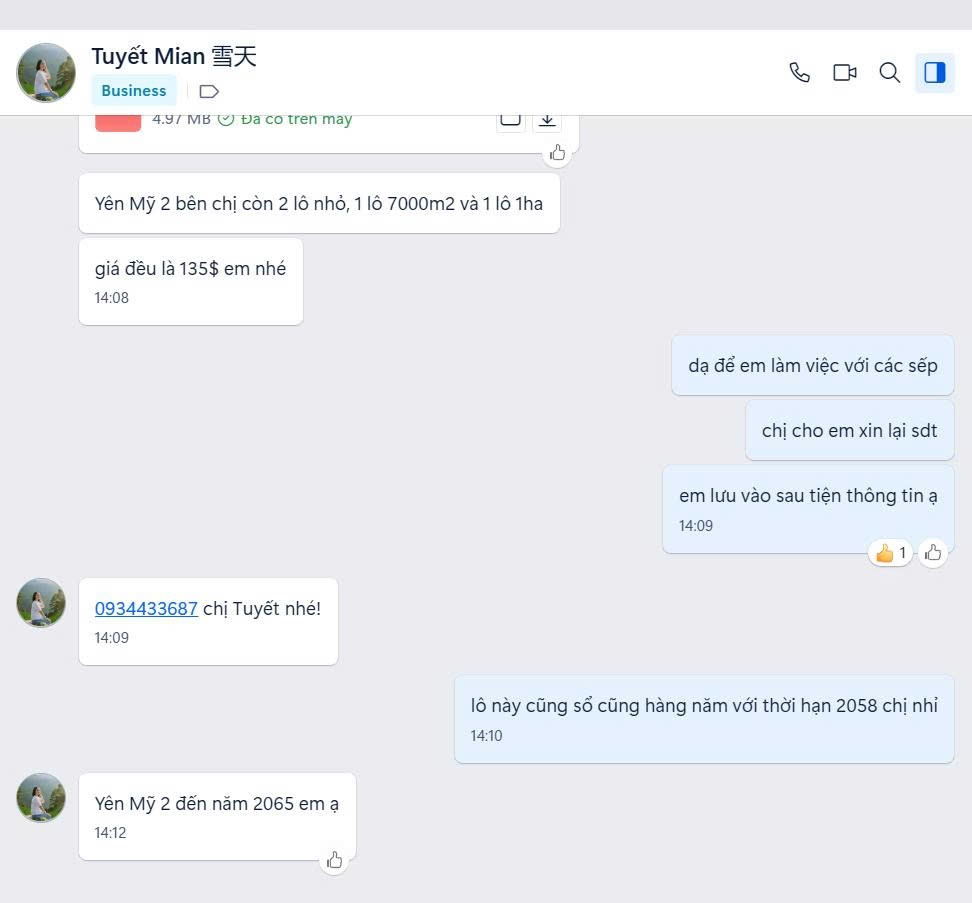 Tuyết Mian 雪天
Business
4.97 MB Đã có trên máy
Yên Mỹ 2 bên chị còn 2 lô nhỏ, 1 lô 7000m2 và 1 lô 1ha
giá đều là 135$ em nhé
14:08
dạ để em làm việc với các sếp
chị cho em xin lại sdt
em lưu vào sau tiện thông tin ạ
14:09
1
0934433687 chị Tuyết nhé!
14:09
lô này cũng sổ cũng hàng năm với thời hạn 2058 chị nhỉ
14:10
Yên Mỹ 2 đến năm 2065 em ạ
14:12